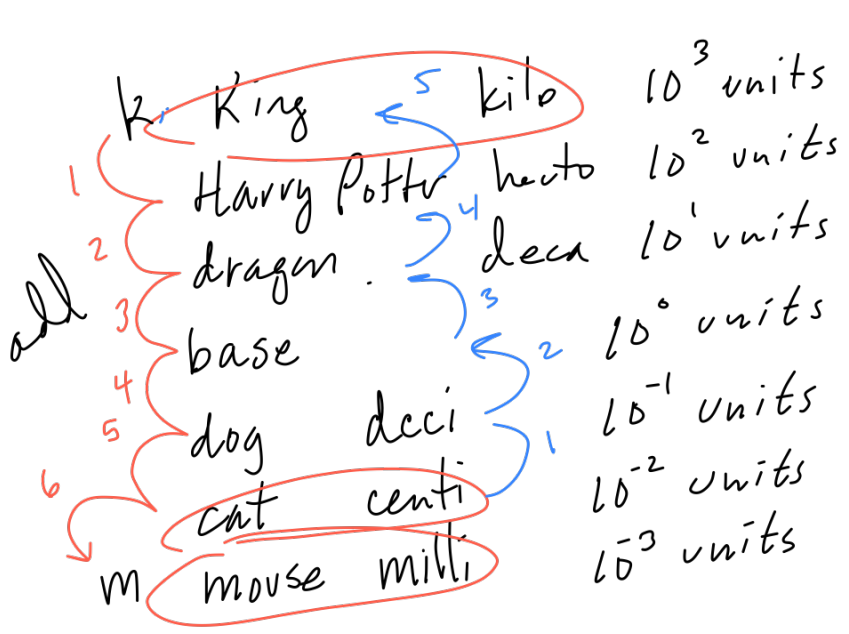 k King 5 kilo 10³ units
1 Harry Potter 4 hecto 10² units
2 dragon . 3 deca 10¹ units
add 3 base 2 10⁰ units
4 dog deci 1 10⁻¹ units
5 cat centi 10⁻² units
6 m mouse milli 10⁻³ units